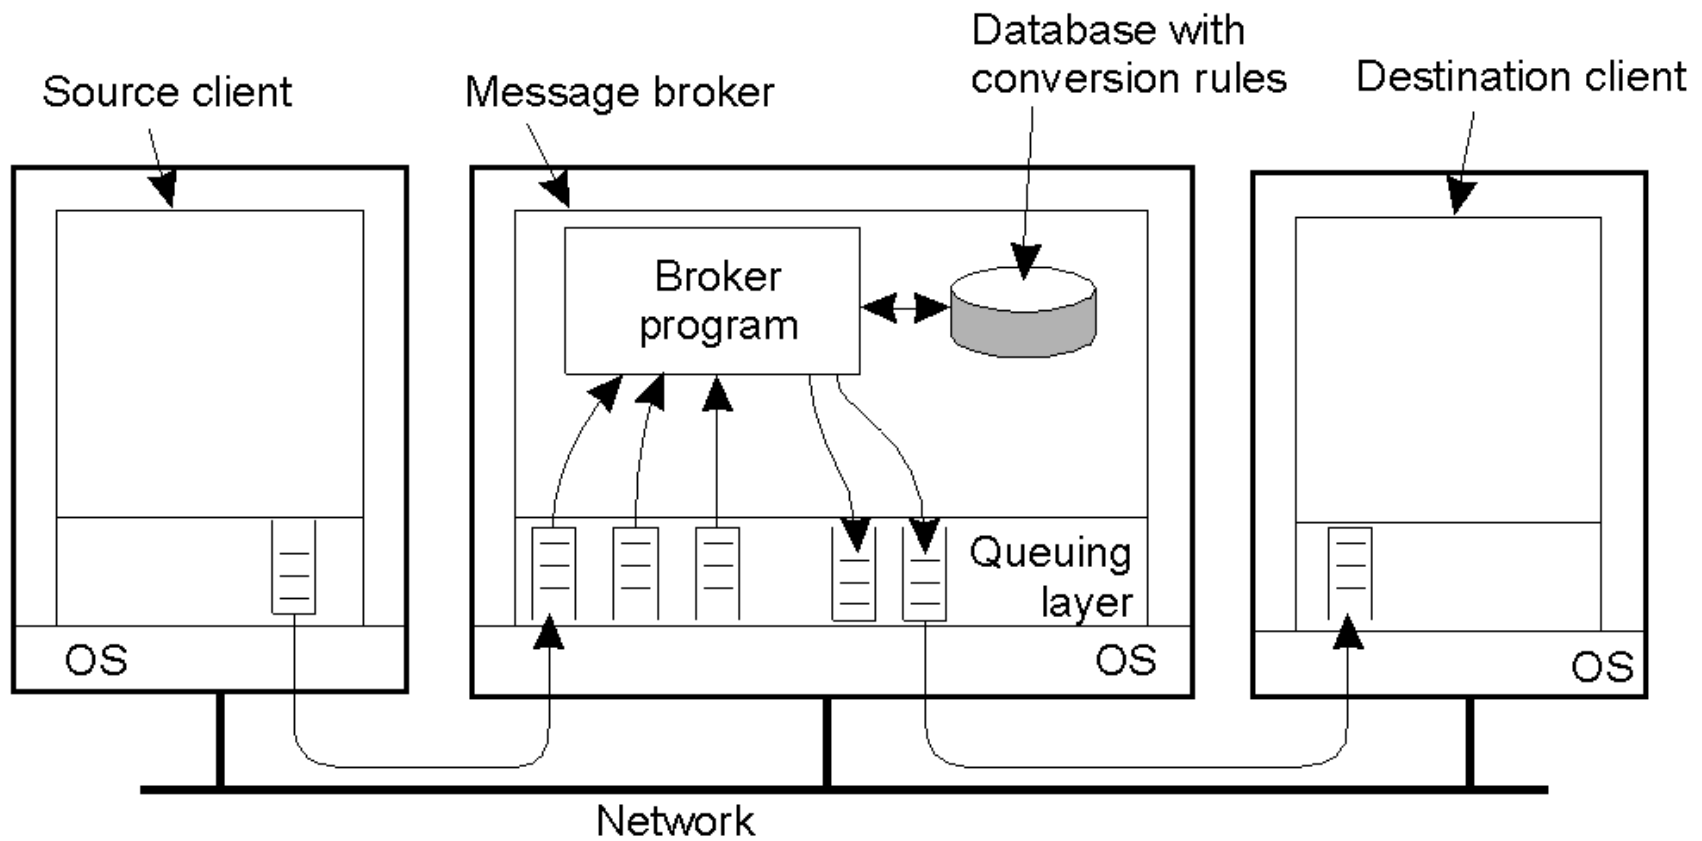 Database with
conversion rules
Source client
Message broker
Destination client
Broker
program
Queuing
layer
OS
OS
OS
Network